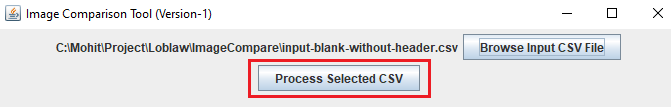 Image Comparison Tool (Version-1)
C:\Mohit\Project\Loblaw\ImageCompare\input-blank-without-header.csv Browse Input CSV File
Process Selected CSV